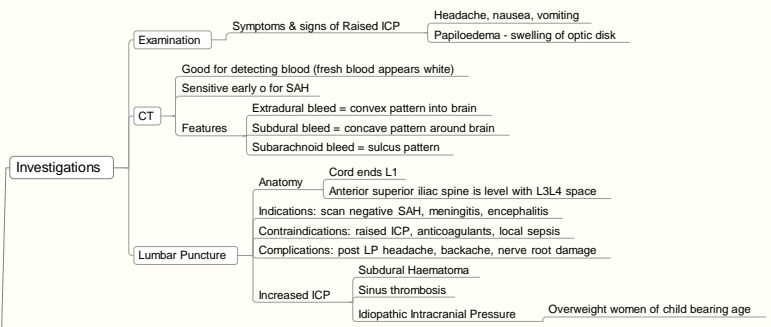 Investigations
Examination
Symptoms & signs of Raised ICP
Headache, nausea, vomiting
Papiloedema - swelling of optic disk
CT
Good for detecting blood (fresh blood appears white)
Sensitive early o for SAH
Features
Extradural bleed = convex pattern into brain
Subdural bleed = concave pattern around brain
Subarachnoid bleed = sulcus pattern
Lumbar Puncture
Anatomy
Cord ends L1
Anterior superior iliac spine is level with L3L4 space
Indications: scan negative SAH, meningitis, encephalitis
Contraindications: raised ICP, anticoagulants, local sepsis
Complications: post LP headache, backache, nerve root damage
Increased ICP
Subdural Haematoma
Sinus thrombosis
Idiopathic Intracranial Pressure
Overweight women of child bearing age